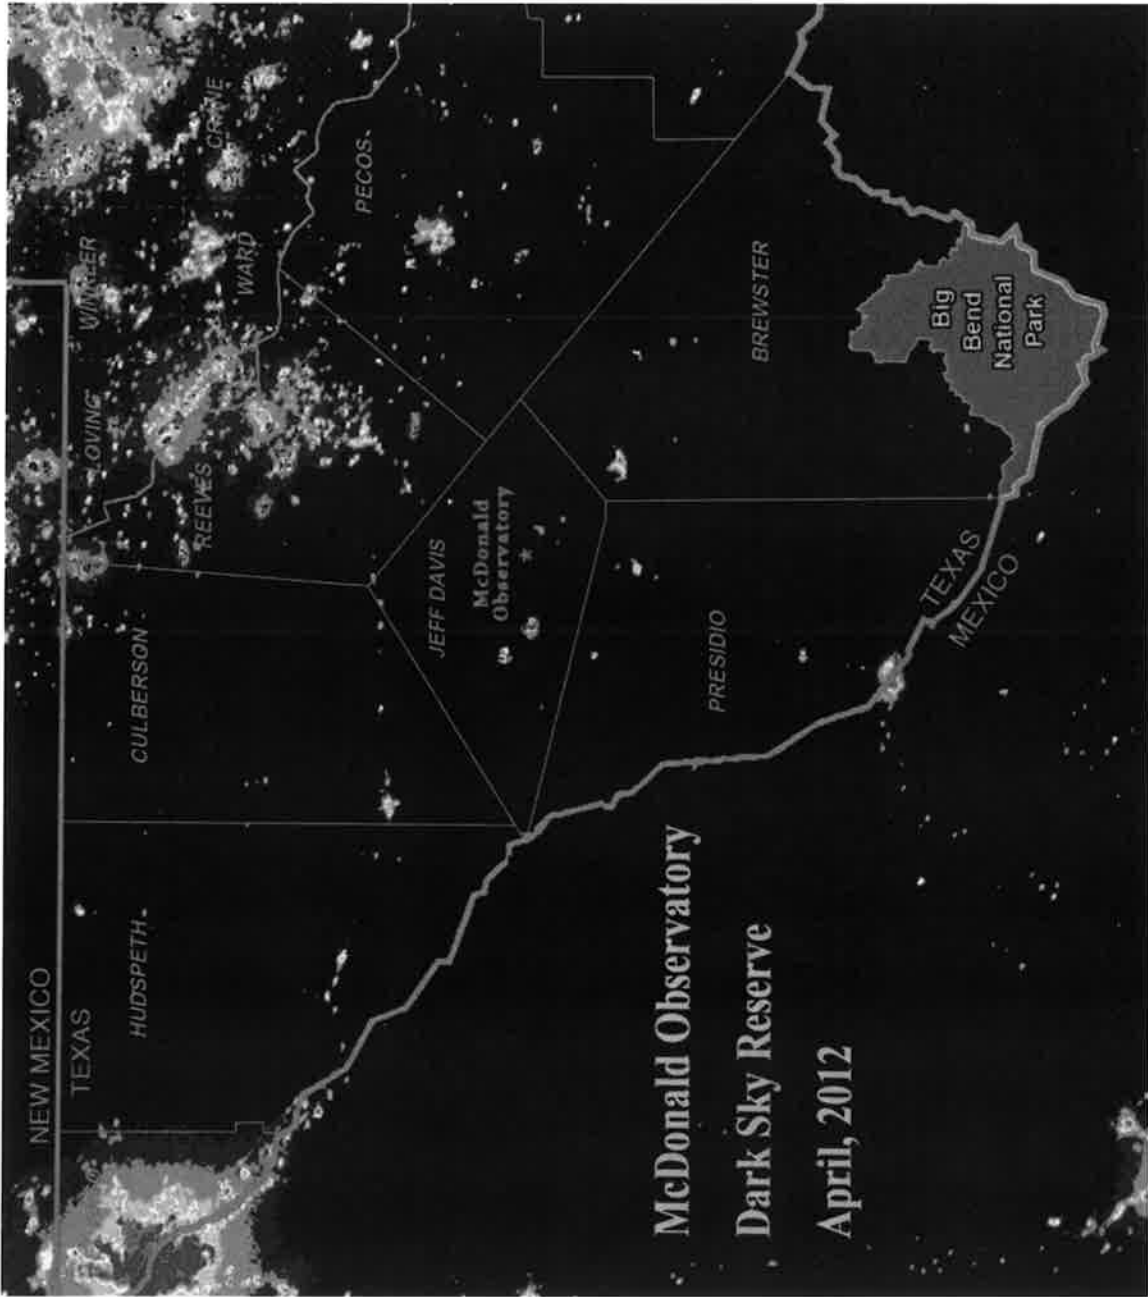 NEW MEXICO
TEXAS
HUDSPETH
CULBERSON
REEVES
LOVING
WINKLER
WARD
CRANE
PECOS
JEFF DAVIS
McDonald
Observatory
PRESIDIO
BREWSTER
TEXAS
MEXICO
Big
Bend
National
Park
McDonald Observatory
Dark Sky Reserve
April, 2012